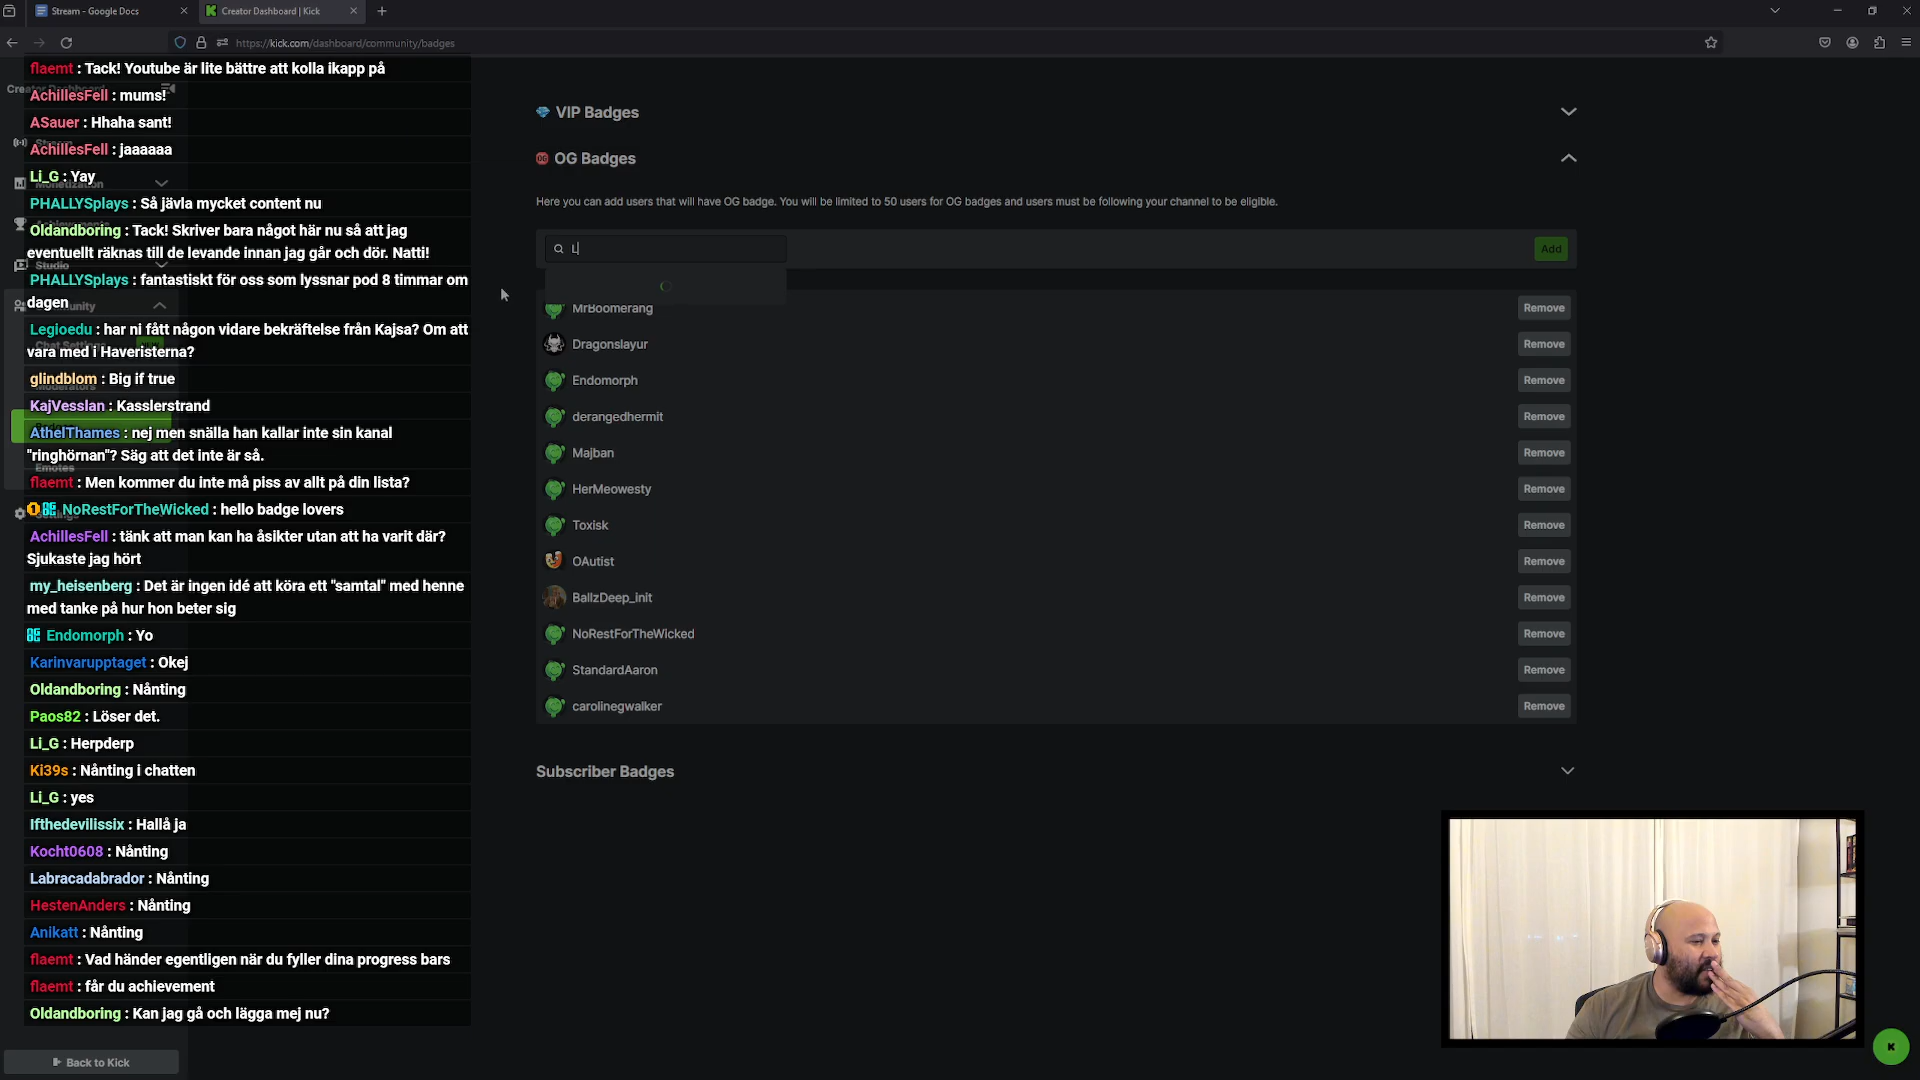 Stream - Google Docs
Creator Dashboard | Kick
https://kick.com/dashboard/community/badges
flaemt : Tack! Youtube är lite bättre att kolla ikapp på
AchillesFell : mums!
ASauer : Hhaha sant!
AchillesFell : jaaaaaa
Li_G : Yay
Monetization
PHALLYSplays : Så jävla mycket content nu
Oldandboring : Tack! Skriver bara något här nu så att jag
eventuellt räknas till de levande innan jag går och dör. Natti!
Studio
PHALLYSplays : fantastiskt för oss som lyssnar pod 8 timmar om
dagen
Legioedu : har ni fått någon vidare bekräftelse från Kajsa? Om att
vara med i Haveristerna?
glindblom : Big if true
Moderators
KajVesslan : Kasslerstrand
AthelThames : nej men snälla han kallar inte sin kanal
"ringhörnan"? Säg att det inte är så.
Emotes
flaemt : Men kommer du inte må piss av allt på din lista?
NoRestForTheWicked : hello badge lovers
AchillesFell : tänk att man kan ha åsikter utan att ha varit där?
Sjukaste jag hört
my_heisenberg : Det är ingen idé att köra ett "samtal" med henne
med tanke på hur hon beter sig
Endomorph : Yo
Karinvarupptaget : Okej
Oldandboring : Nånting
Paos82 : Löser det.
Li_G : Herpderp
Ki39s : Nånting i chatten
Li_G : yes
Ifthedevilissix : Hallå ja
Kocht0608 : Nånting
Labracadabrador : Nånting
HestenAnders : Nånting
Anikatt : Nånting
flaemt : Vad händer egentligen när du fyller dina progress bars
flaemt : får du achievement
Oldandboring : Kan jag gå och lägga mej nu?
Back to Kick
VIP Badges
OG Badges
Here you can add users that will have OG badge. You will be limited to 50 users for OG badges and users must be following your channel to be eligible.
L
Add
MrBoomerang Remove
Dragonslayur Remove
Endomorph Remove
derangedhermit Remove
Majban Remove
HerMeowesty Remove
Toxisk Remove
OAutist Remove
BallzDeep_init Remove
NoRestForTheWicked Remove
StandardAaron Remove
carolinegwalker Remove
Subscriber Badges